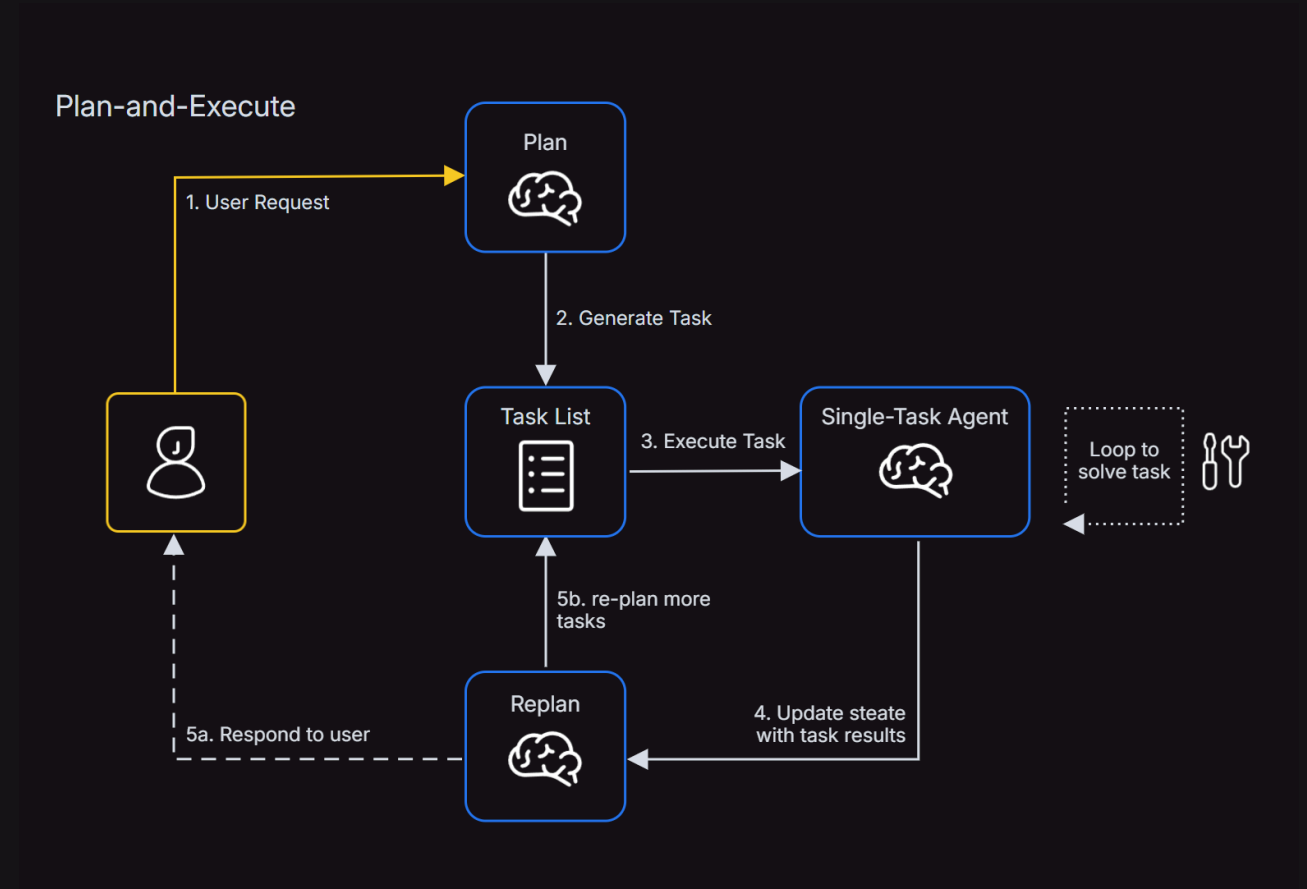 Plan-and-Execute
Plan
1. User Request
2. Generate Task
Task List
3. Execute Task
Single-Task Agent
Loop to
solve task
5b. re-plan more
tasks
Replan
4. Update steate
with task results
5a. Respond to user